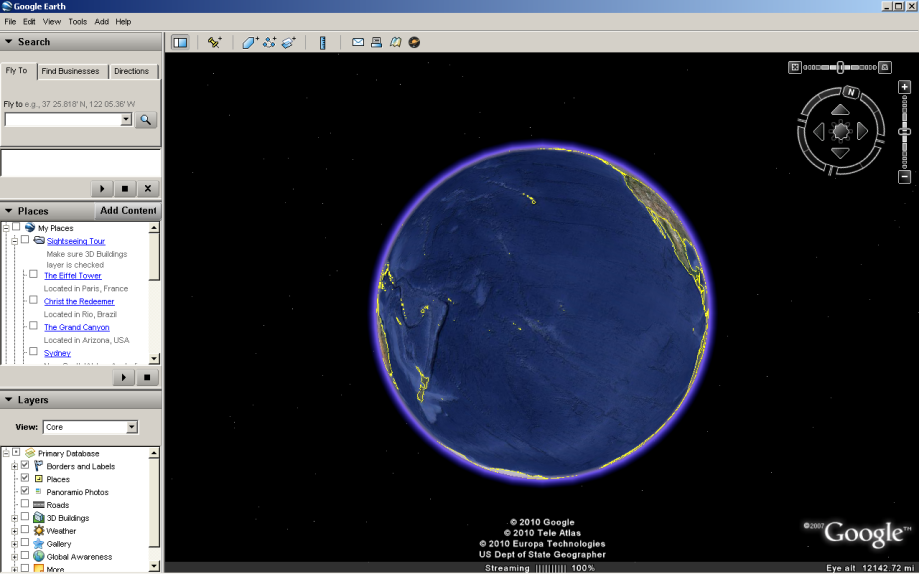 Google Earth
File Edit View Tools Add Help
Search
Fly To Find Businesses Directions
Fly to e.g., 37 25.818' N, 122 05.36' W
Places Add Content
My Places
Sightseeing Tour
Make sure 3D Buildings
layer is checked
The Eiffel Tower
Located in Paris, France
Christ the Redeemer
Located in Rio, Brazil
The Grand Canyon
Located in Arizona, USA
Sydney
Layers
View: Core
Primary Database
Borders and Labels
Places
Panoramio Photos
Roads
3D Buildings
Weather
Gallery
Global Awareness
More
N
© 2010 Google
© 2010 Tele Atlas
© 2010 Europa Technologies
US Dept of State Geographer
©2007 Google™
Streaming |||||||||| 100%
Eye alt 12142.72 mi